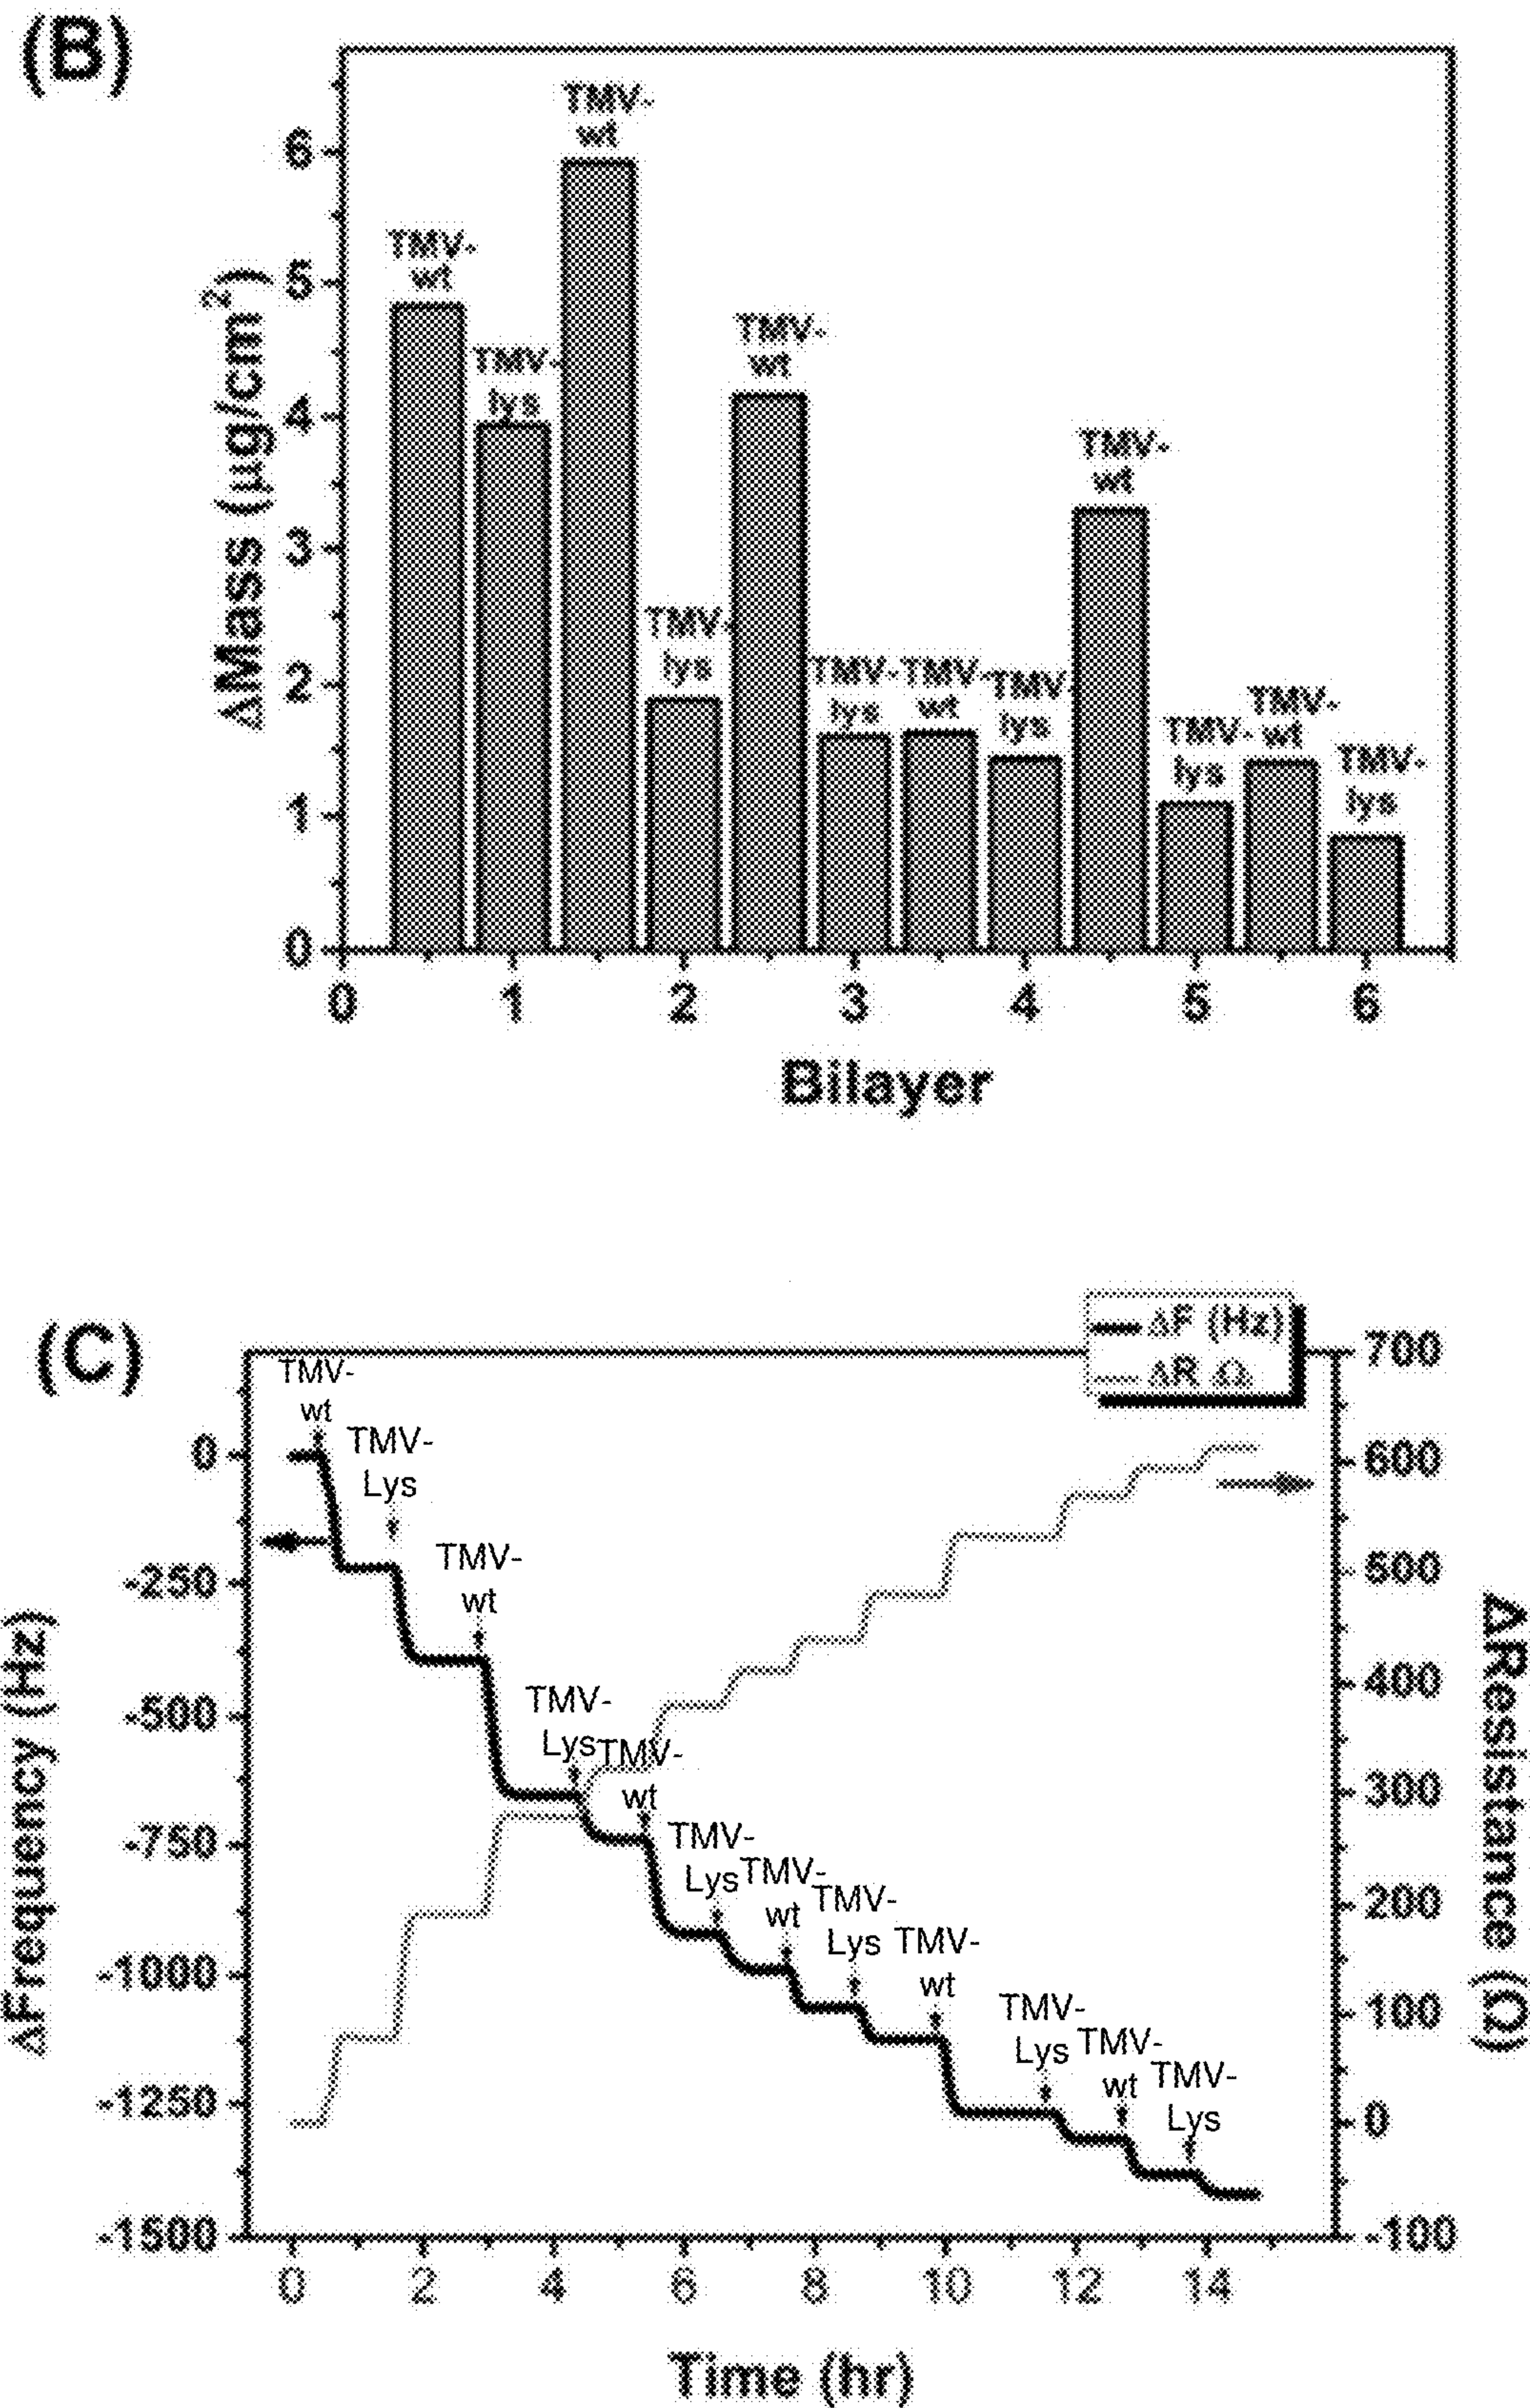 (B)
ΔMass (μg/cm²)
6
5
4
3
2
1
0
TMV-
wt
TMV-
lys
TMV-
wt
TMV-
lys
TMV-
wt
TMV-
lys
TMV-
wt
TMV-
lys
TMV-
wt
TMV-
lys
TMV-
wt
TMV-
lys
0 1 2 3 4 5 6
Bilayer
(C)
ΔF (Hz)
ΔR Ω
ΔFrequency (Hz)
0
-250
-500
-750
-1000
-1250
-1500
TMV-
wt
TMV-
Lys
TMV-
wt
TMV-
Lys
TMV-
wt
TMV-
Lys
TMV-
wt
TMV-
Lys
TMV-
wt
TMV-
Lys
TMV-
wt
TMV-
Lys
700
600
500
400
300
200
100
0
-100
ΔResistance (Ω)
0 2 4 6 8 10 12 14
Time (hr)